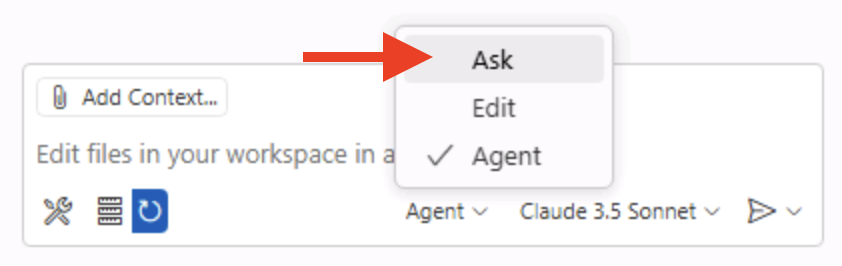 Ask
Add Context...
Edit
Edit files in your workspace in a
Agent
Agent Claude 3.5 Sonnet